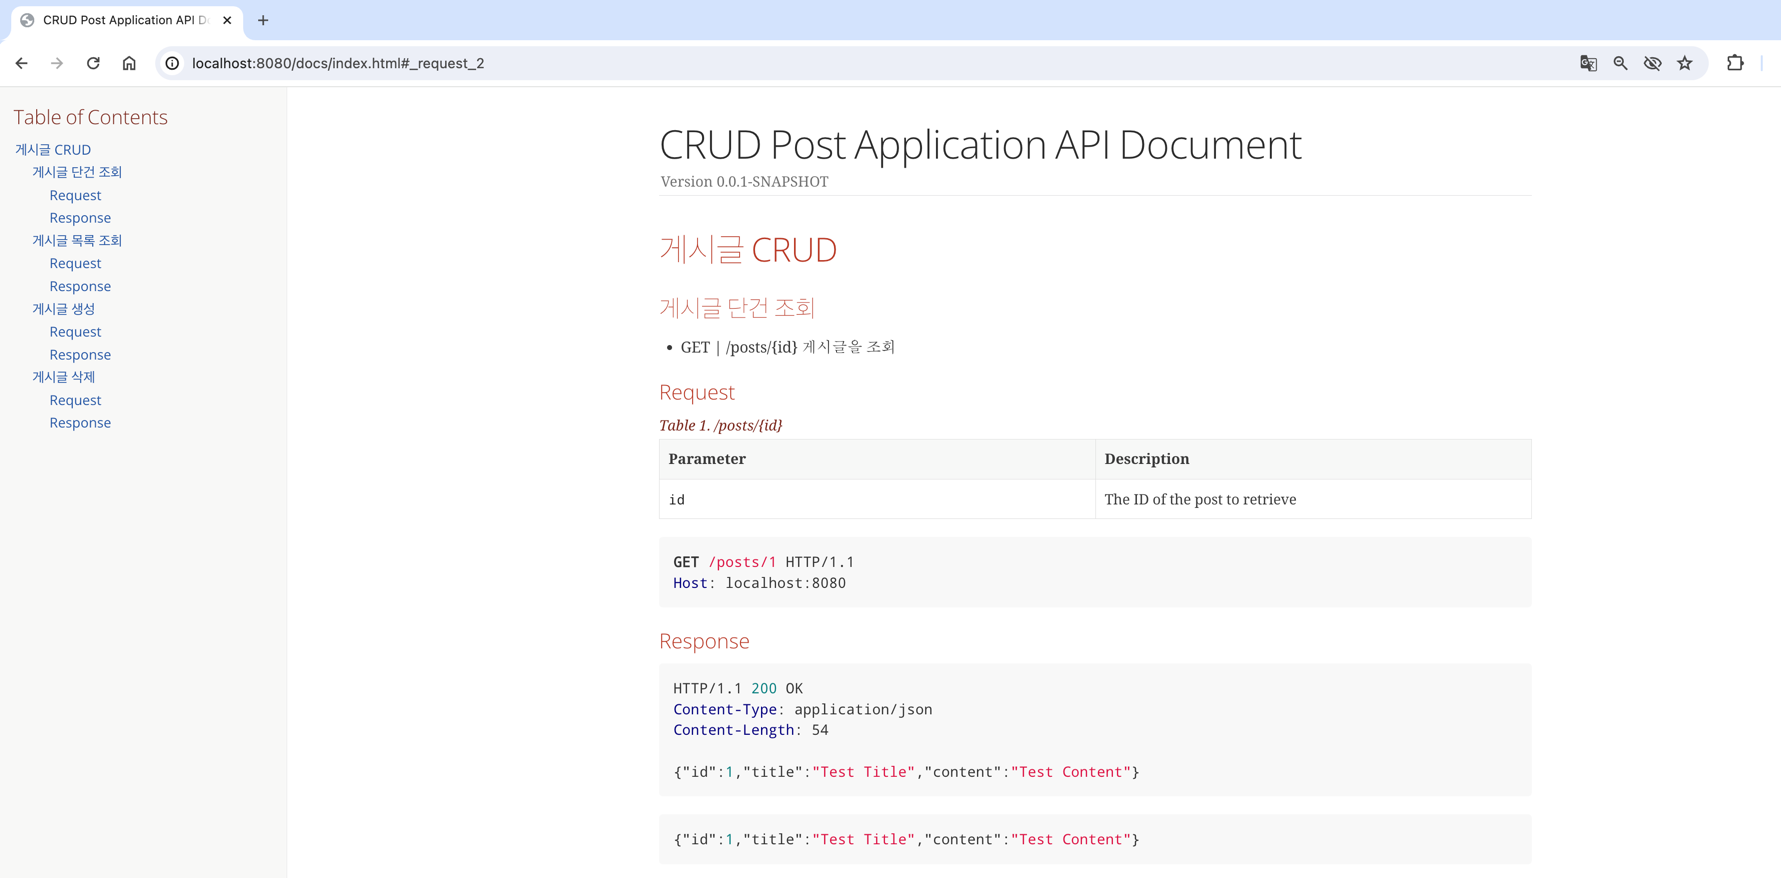 CRUD Post Application API D
localhost:8080/docs/index.html#_request_2
Table of Contents
게시글 CRUD
게시글 단건 조회
Request
Response
게시글 목록 조회
Request
Response
게시글 생성
Request
Response
게시글 삭제
Request
Response
CRUD Post Application API Document
Version 0.0.1-SNAPSHOT
게시글 CRUD
게시글 단건 조회
• GET | /posts/{id} 게시글을 조회
Request
Table 1. /posts/{id}
Parameter Description
id The ID of the post to retrieve
GET /posts/1 HTTP/1.1
Host: localhost:8080
Response
HTTP/1.1 200 OK
Content-Type: application/json
Content-Length: 54
{"id":1,"title":"Test Title","content":"Test Content"}
{"id":1,"title":"Test Title","content":"Test Content"}